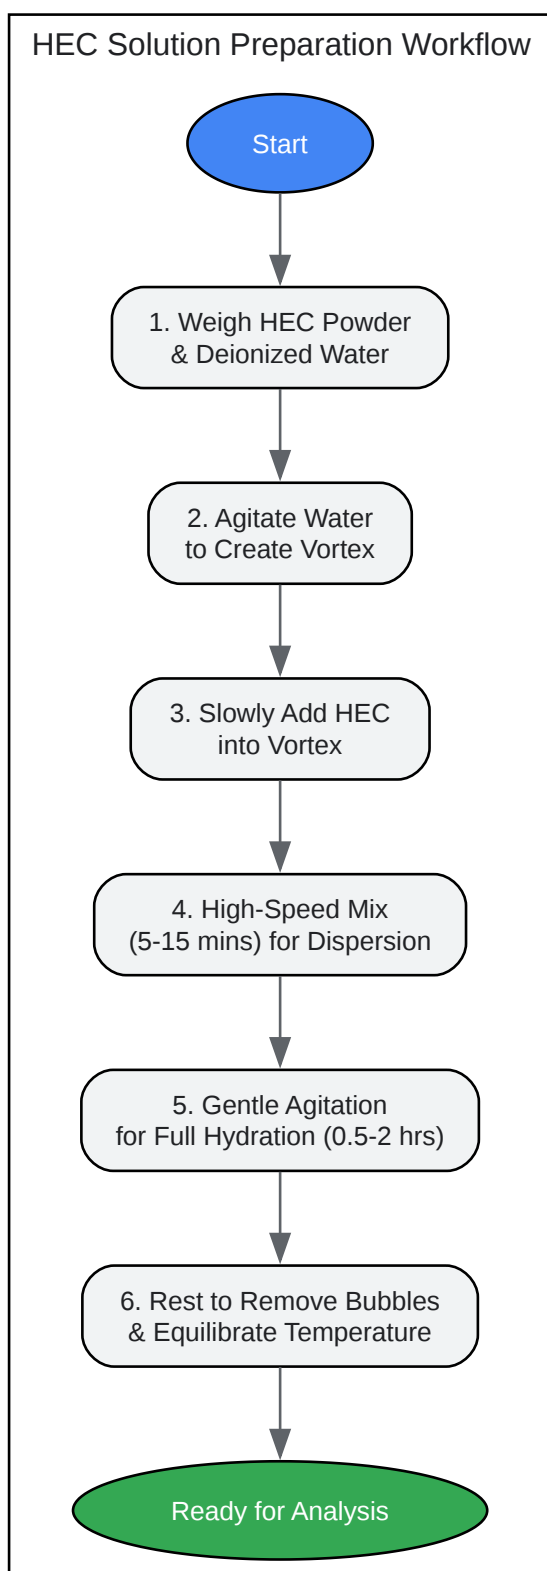 HEC Solution Preparation Workflow
Start
1. Weigh HEC Powder
& Deionized Water
2. Agitate Water
to Create Vortex
3. Slowly Add HEC
into Vortex
4. High-Speed Mix
(5-15 mins) for Dispersion
5. Gentle Agitation
for Full Hydration (0.5-2 hrs)
6. Rest to Remove Bubbles
& Equilibrate Temperature
Ready for Analysis